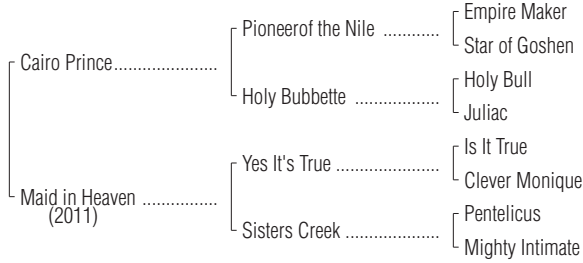 Empire Maker
Pioneerof the Nile ............
Star of Goshen
Cairo Prince......................
Holy Bull
Holy Bubbette ..................
Juliac
Is It True
Yes It's True ......................
Clever Monique
Maid in Heaven ................
(2011)
Pentelicus
Sisters Creek ....................
Mighty Intimate